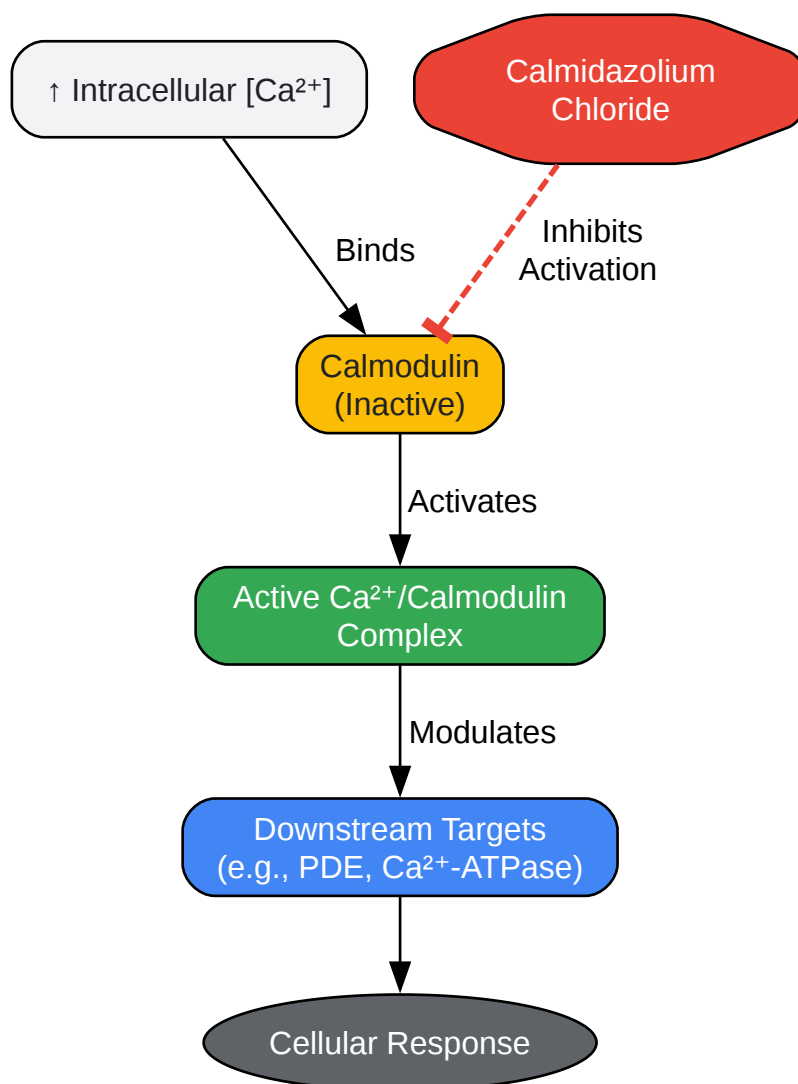 ↑ Intracellular [Ca²⁺]
Calmidazolium
Chloride
Binds
Inhibits
Activation
Calmodulin
(Inactive)
Activates
Active Ca²⁺/Calmodulin
Complex
Modulates
Downstream Targets
(e.g., PDE, Ca²⁺-ATPase)
Cellular Response